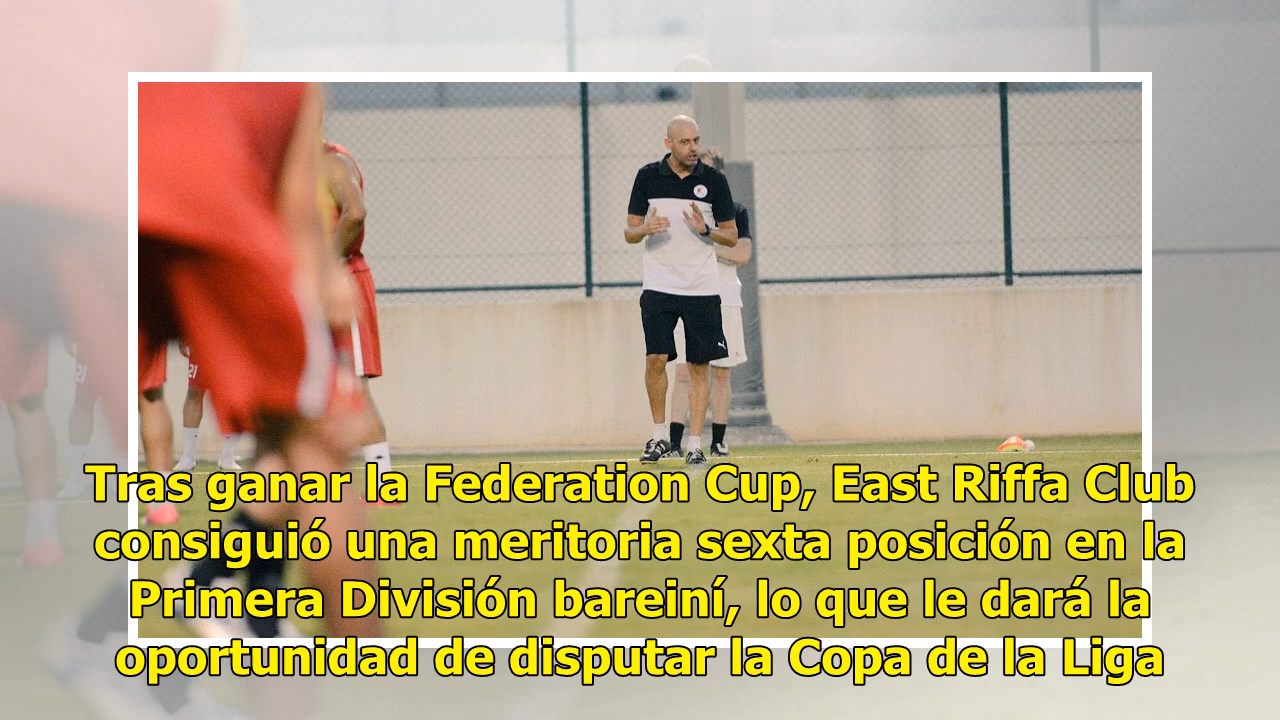 Tras ganar la Federation Cup, East Riffa Club
consiguió una meritoria sexta posición en la
Primera División bareiní, lo que le dará la
oportunidad de disputar la Copa de la Liga
21